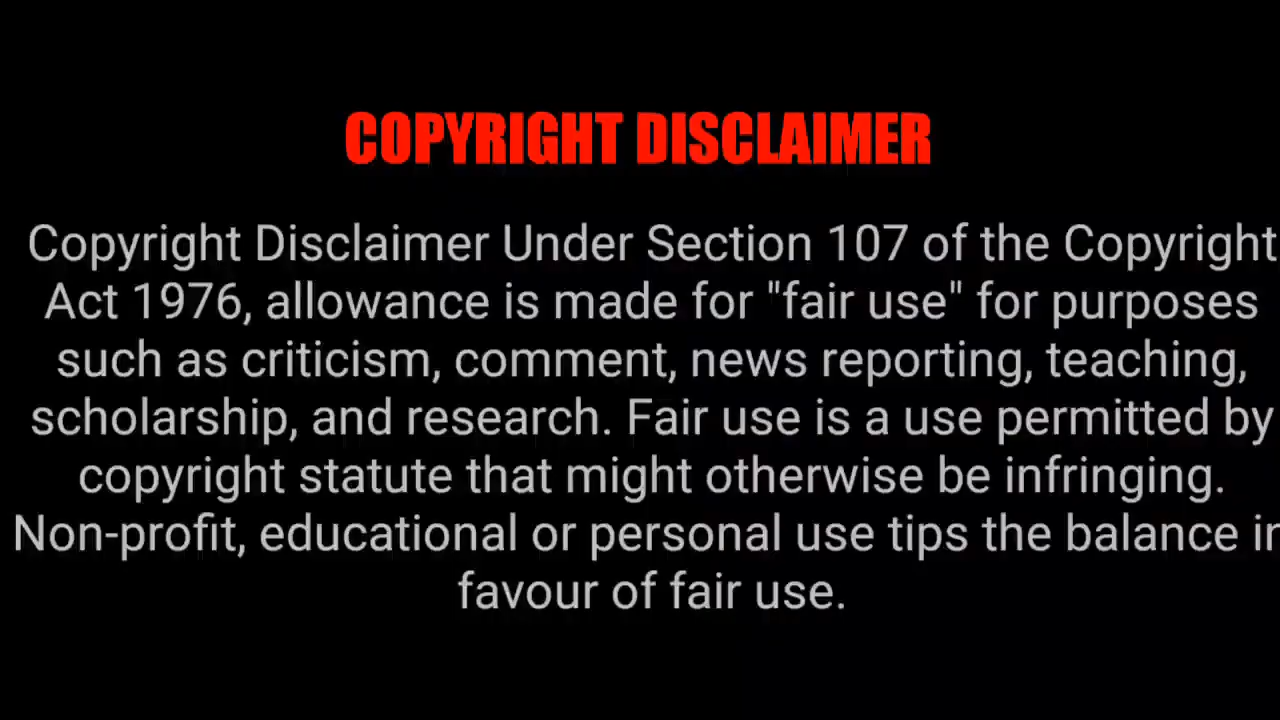 COPYRIGHT DISCLAIMER
Copyright Disclaimer Under Section 107 of the Copyright
Act 1976, allowance is made for "fair use" for purposes
such as criticism, comment, news reporting, teaching,
scholarship, and research. Fair use is a use permitted by
copyright statute that might otherwise be infringing.
Non-profit, educational or personal use tips the balance in
favour of fair use.